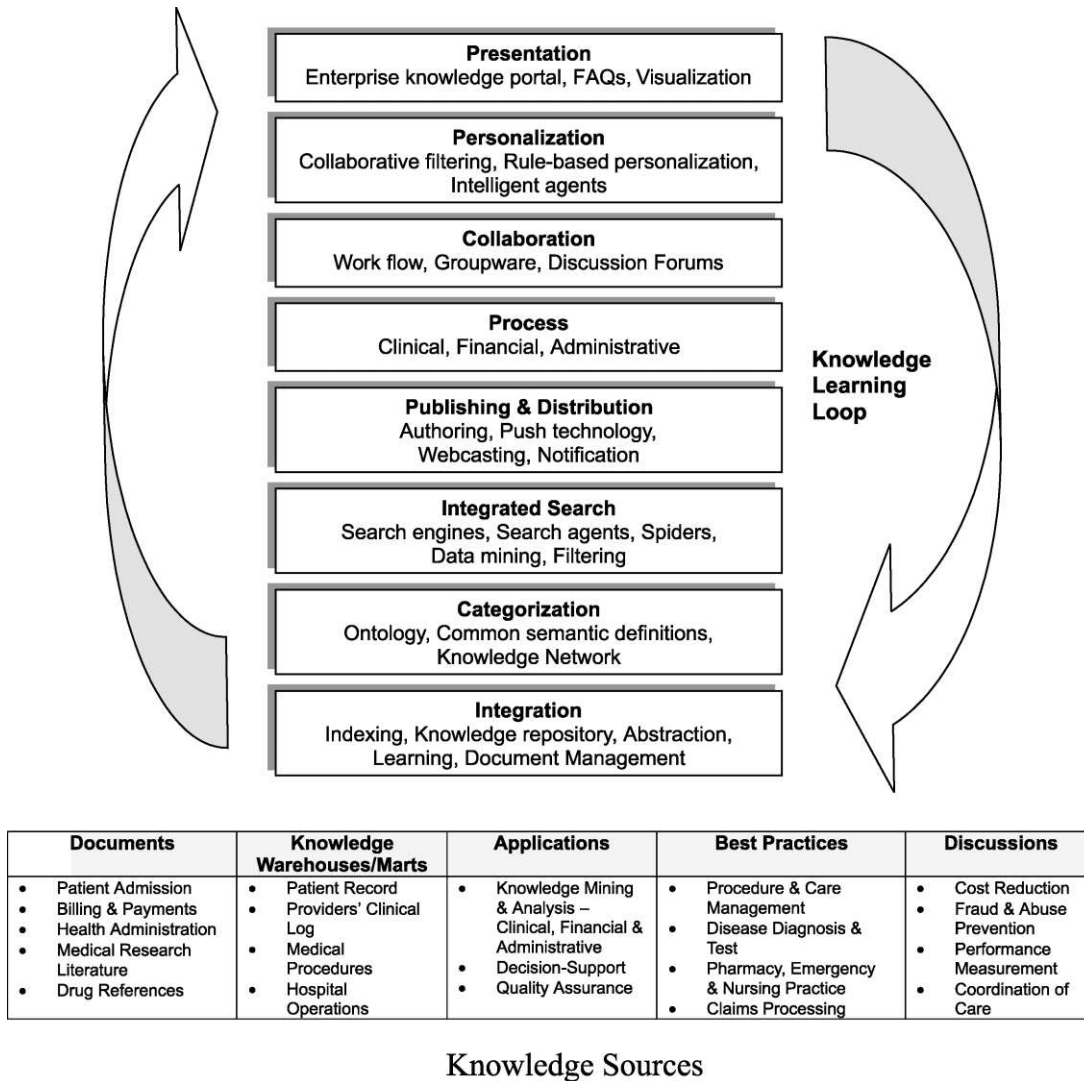 Presentation
Enterprise knowledge portal, FAQs, Visualization
Personalization
Collaborative filtering, Rule-based personalization,
Intelligent agents
Collaboration
Work flow, Groupware, Discussion Forums
Process
Clinical, Financial, Administrative
Publishing & Distribution
Authoring, Push technology,
Webcasting, Notification
Integrated Search
Search engines, Search agents, Spiders,
Data mining, Filtering
Categorization
Ontology, Common semantic definitions,
Knowledge Network
Integration
Indexing, Knowledge repository, Abstraction,
Learning, Document Management
Knowledge
Learning
Loop
Documents
• Patient Admission
• Billing & Payments
• Health Administration
• Medical Research
Literature
• Drug References
Knowledge
Warehouses/Marts
• Patient Record
• Providers' Clinical
Log
• Medical
Procedures
• Hospital
Operations
Applications
• Knowledge Mining
& Analysis –
Clinical, Financial &
Administrative
• Decision-Support
• Quality Assurance
Best Practices
• Procedure & Care
Management
• Disease Diagnosis &
Test
• Pharmacy, Emergency
& Nursing Practice
• Claims Processing
Discussions
• Cost Reduction
• Fraud & Abuse
Prevention
• Performance
Measurement
• Coordination of
Care
Knowledge Sources